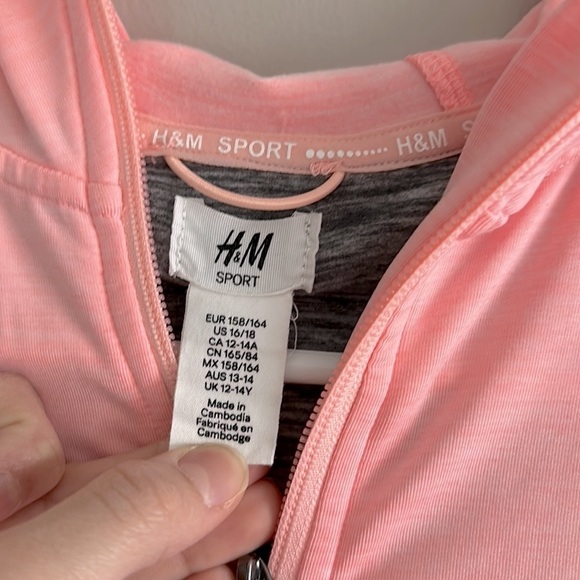 H&M SPORT H&M S
H&M
SPORT
EUR 158/164
US 16/18
CA 12-14A
CN 165/84
MX 158/164
AUS 13-14
UK 12-14Y
Made in
Cambodia
Fabriqué en
Cambodge